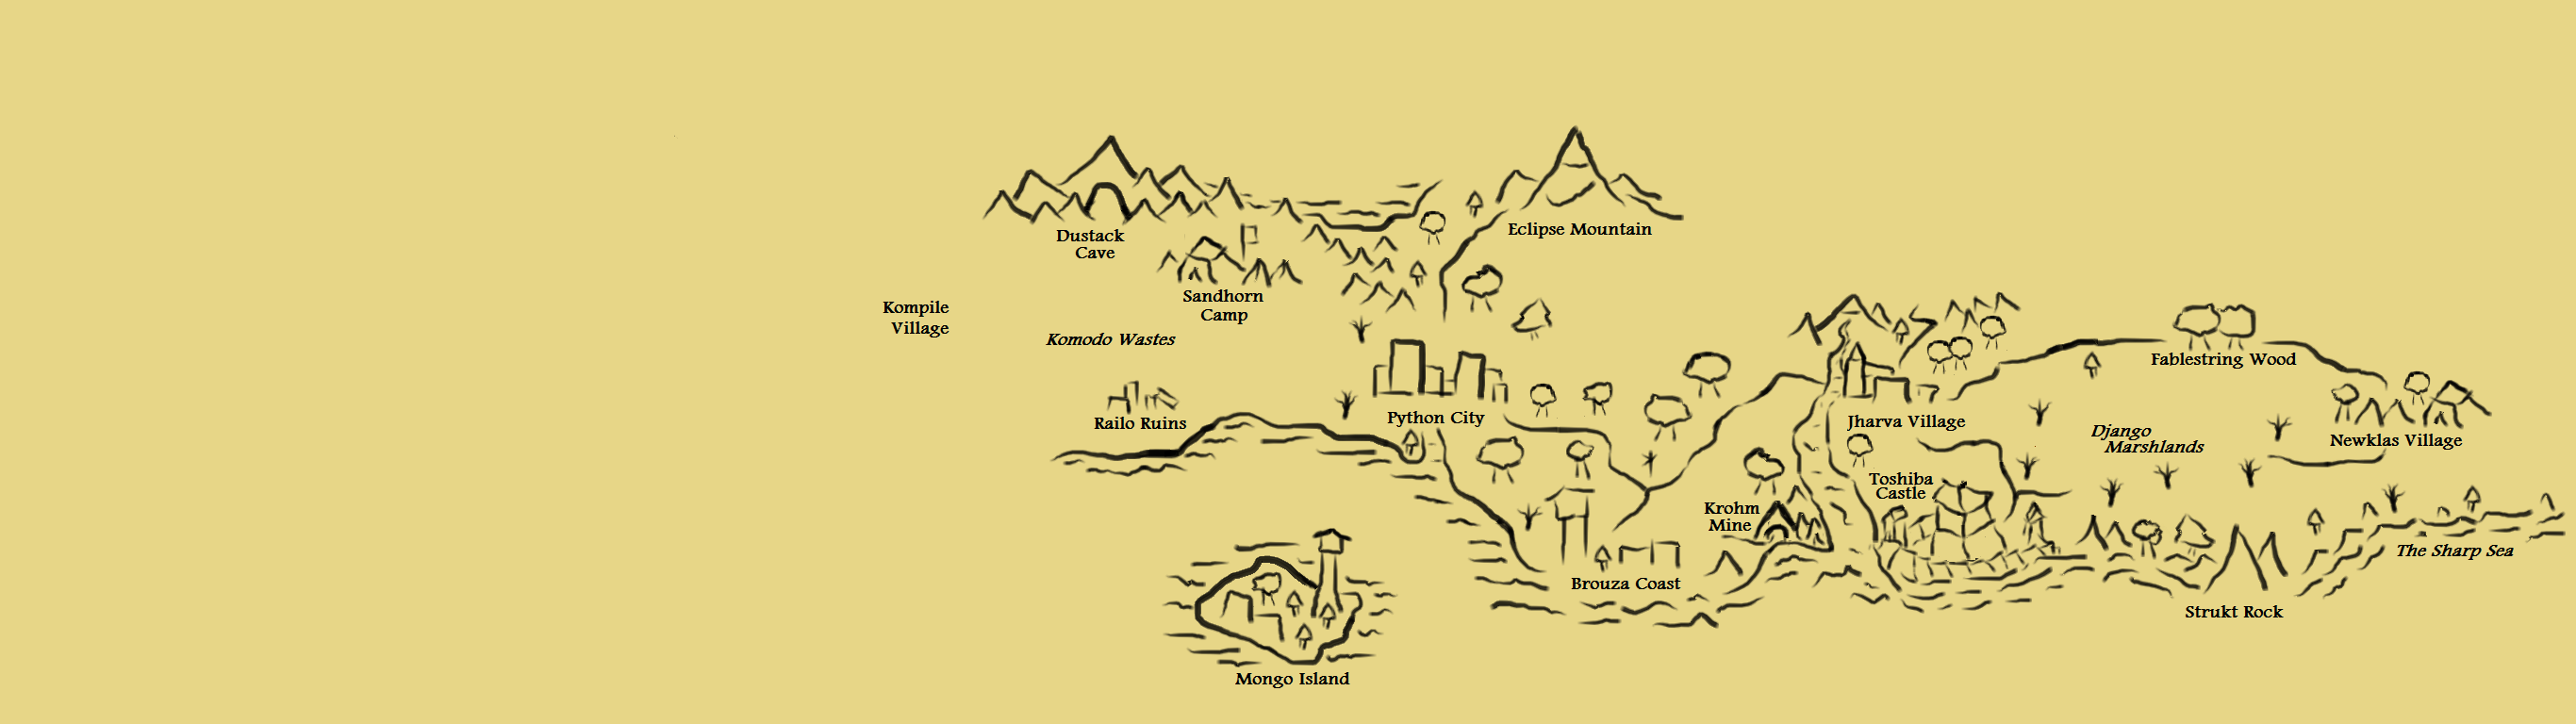 Eclipse Mountain
Dustack
Cave
Sandhorn
Camp
Kompile
Village
Komodo Wastes
Fablestring Wood
Python City
Railo Ruins
Jharva Village
Django
Marshlands
Newklas Village
Toshiba
Castle
Krohm
Mine
The Sharp Sea
Brouza Coast
Strukt Rock
Mongo Island